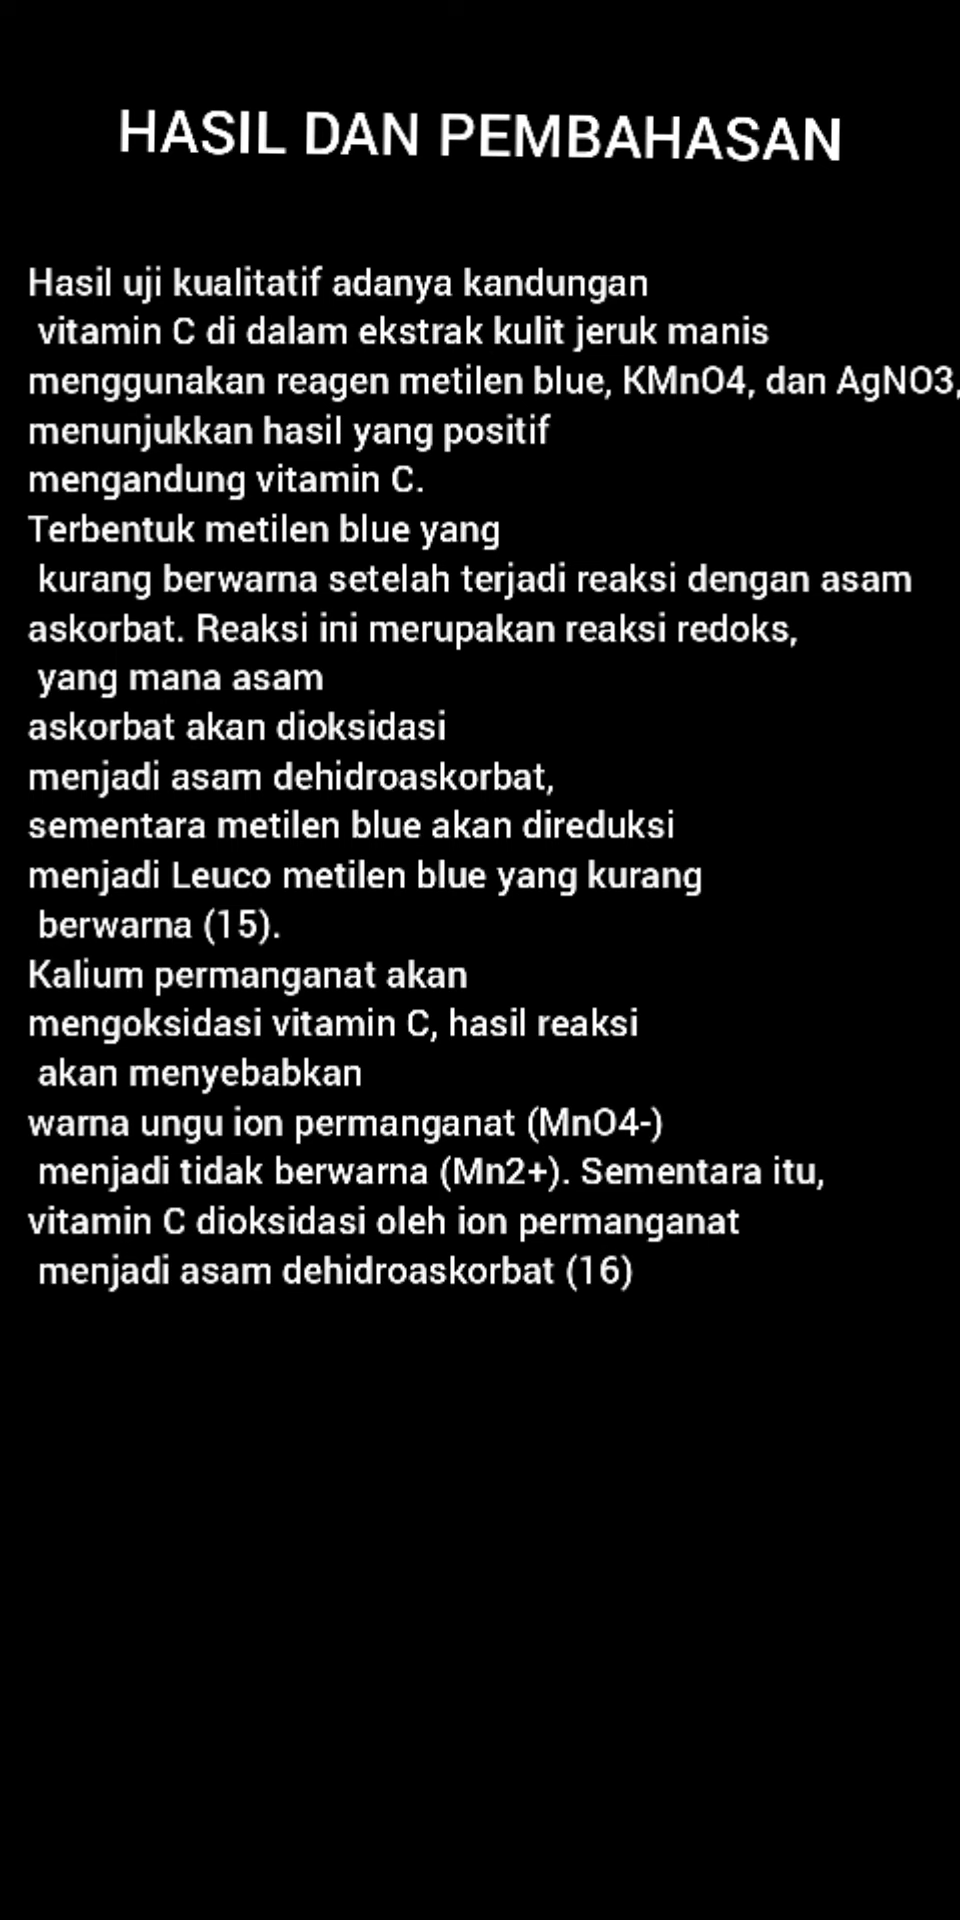 HASIL DAN PEMBAHASAN
Hasil uji kualitatif adanya kandungan
vitamin C di dalam ekstrak kulit jeruk manis
menggunakan reagen metilen blue, KMnO4, dan AgNO3,
menunjukkan hasil yang positif
mengandung vitamin C.
Terbentuk metilen blue yang
kurang berwarna setelah terjadi reaksi dengan asam
askorbat. Reaksi ini merupakan reaksi redoks,
yang mana asam
askorbat akan dioksidasi
menjadi asam dehidroaskorbat,
sementara metilen blue akan direduksi
menjadi Leuco metilen blue yang kurang
berwarna (15).
Kalium permanganat akan
mengoksidasi vitamin C, hasil reaksi
akan menyebabkan
warna ungu ion permanganat (MnO4-)
menjadi tidak berwarna (Mn2+). Sementara itu,
vitamin C dioksidasi oleh ion permanganat
menjadi asam dehidroaskorbat (16)